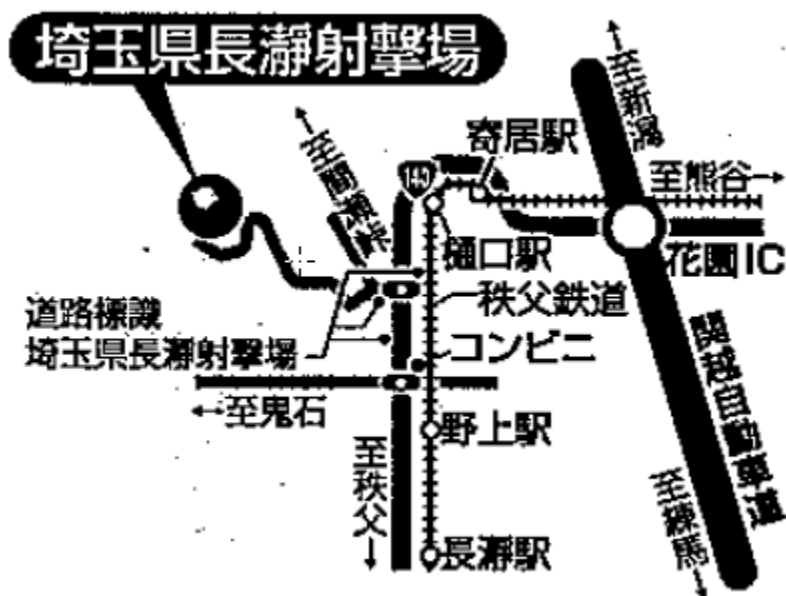 埼玉県長瀞射撃場
至新潟
至間瀬峠
140
寄居駅
至熊谷
樋口駅
花園IC
秩父鉄道
道路標識
埼玉県長瀞射撃場
コンビニ
関越自動車道
至鬼石
野上駅
至秩父
至練馬
長瀞駅